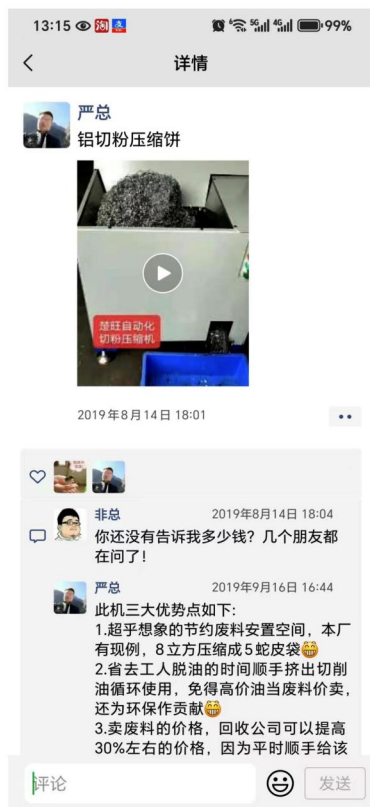 13:15
淘
5G
4G
99%
详情
严总
铝切粉压缩饼
楚旺自动化
切粉压缩机
2019年8月14日 18:01
非总
2019年8月14日 18:04
你还没有告诉我多少钱？几个朋友都
在问了！
严总
2019年9月16日 16:44
此机三大优势点如下:
1.超乎想象的节约废料安置空间，本厂
有现例，8立方压缩成5蛇皮袋😁
2.省去工人脱油的时间顺手挤出切削
油循环使用，免得高价油当废料价卖，
还为环保作贡献😁
3.卖废料的价格，回收公司可以提高
30%左右的价格，因为平时顺手给该
评论
发送